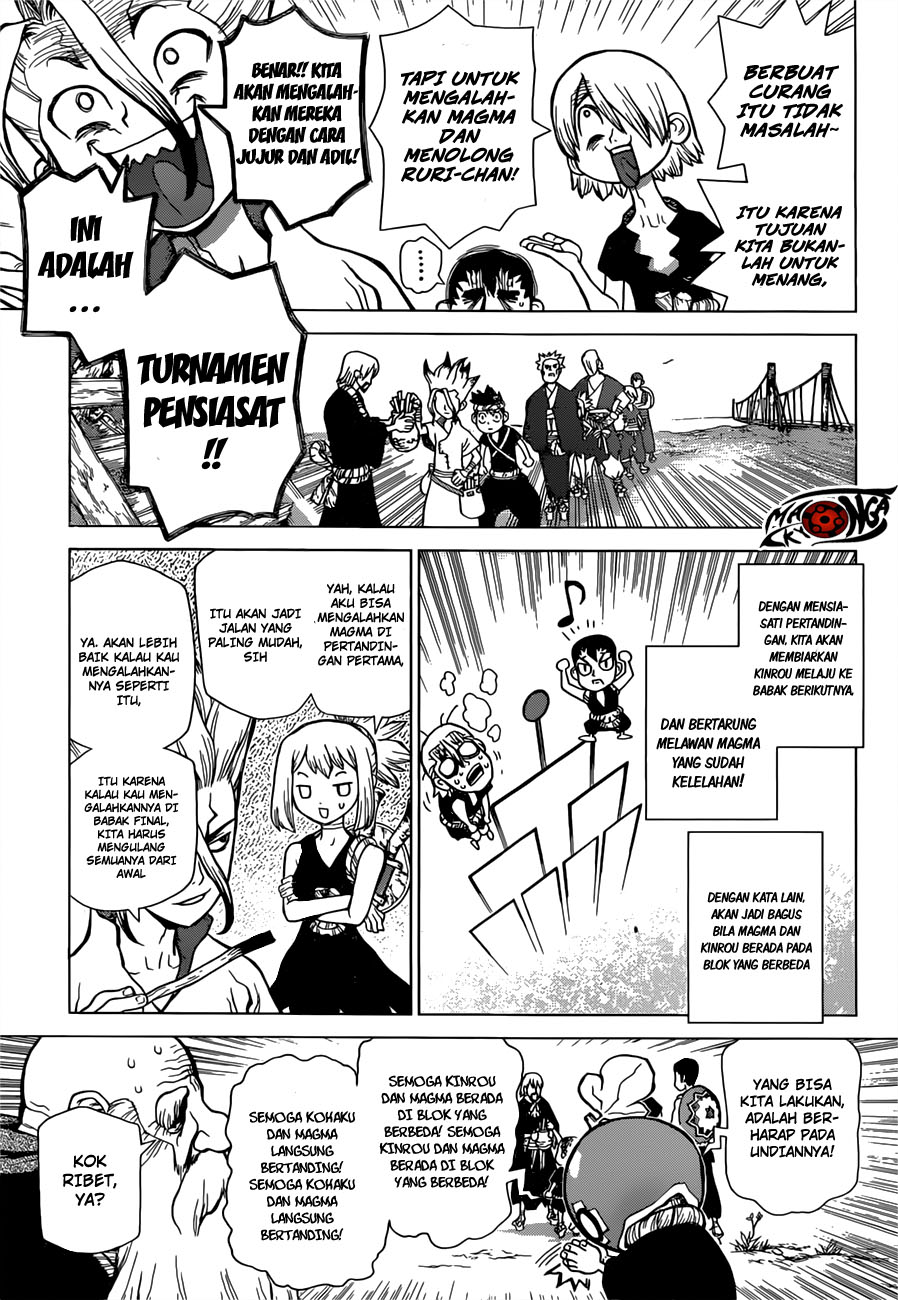 BERBUAT
CURANG
ITU TIDAK
MASALAH~
ITU KARENA
TUJUAN
KITA BUKAN-
LAH UNTUK
MENANG,
TAPI UNTUK
MENGALAH-
KAN MAGMA
DAN
MENOLONG
RURI-CHAN!
......
BENAR!! KITA
AKAN MENGALAH-
KAN MEREKA
DENGAN CARA
JUJUR DAN ADIL!
INI
ADALAH
...
TURNAMEN
PENSIASAT
!!
MANGA
KYO
DENGAN MENSIA-
SATI PERTANDIN-
GAN, KITA AKAN
MEMBIARKAN
KINROU MELAJU KE
BABAK BERIKUTNYA,
DAN BERTARUNG
MELAWAN MAGMA
YANG SUDAH
KELELAHAN!
DENGAN KATA LAIN,
AKAN JADI BAGUS
BILA MAGMA DAN
KINROU BERADA PADA
BLOK YANG BERBEDA
YAH, KALAU
AKU BISA
MENGALAHKAN
MAGMA DI
PERTANDIN-
GAN PERTAMA,
ITU AKAN JADI
JALAN YANG
PALING MUDAH,
SIH
YA. AKAN LEBIH
BAIK KALAU KAU
MENGALAHKAN-
NYA SEPERTI
ITU,
ITU KARENA
KALAU KAU MEN-
GALAHKANNYA DI
BABAK FINAL,
KITA HARUS
MENGULANG
SEMUANYA DARI
AWAL
YANG BISA
KITA LAKUKAN,
ADALAH BER-
HARAP PADA
UNDIANNYA!
SEMOGA KINROU
DAN MAGMA BERADA
DI BLOK YANG
BERBEDA! SEMOGA
KINROU DAN MAGMA
BERADA DI BLOK
YANG BERBEDA!
SEMOGA KOHAKU
DAN MAGMA
LANGSUNG
BERTANDING!
SEMOGA KOHAKU
DAN MAGMA
LANGSUNG
BERTANDING!
KOK
RIBET,
YA?